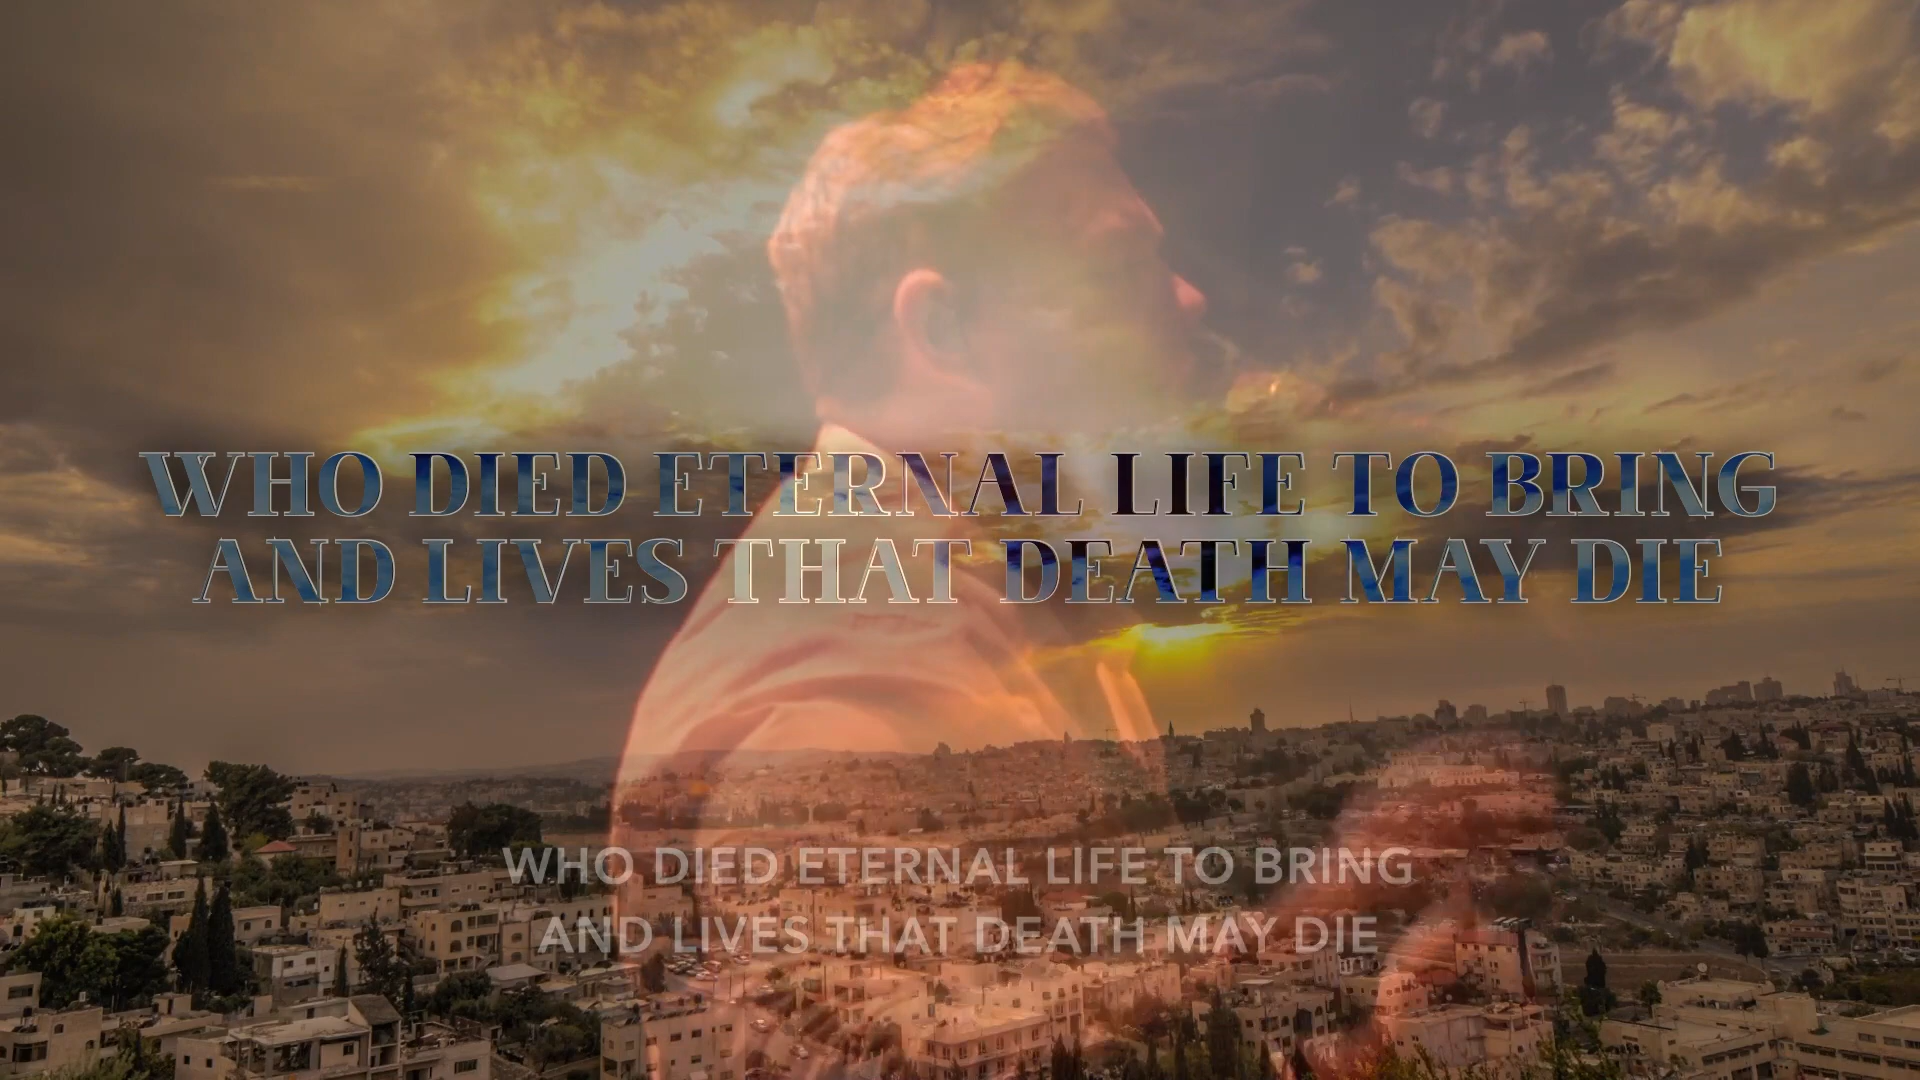 WHO DIED ETERNAL LIFE TO BRING
AND LIVES THAT DEATH MAY DIE
WHO DIED ETERNAL LIFE TO BRING
AND LIVES THAT DEATH MAY DIE